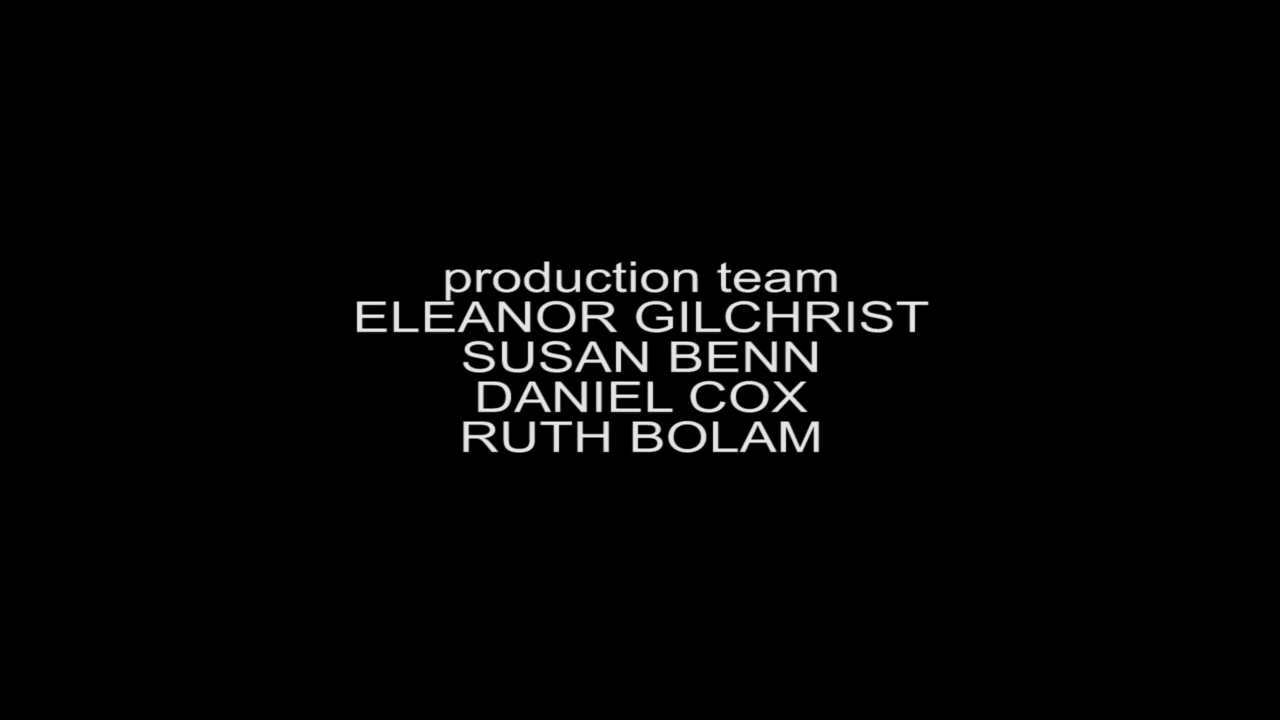 production team
ELEANOR GILCHRIST
SUSAN BENN
DANIEL COX
RUTH BOLAM